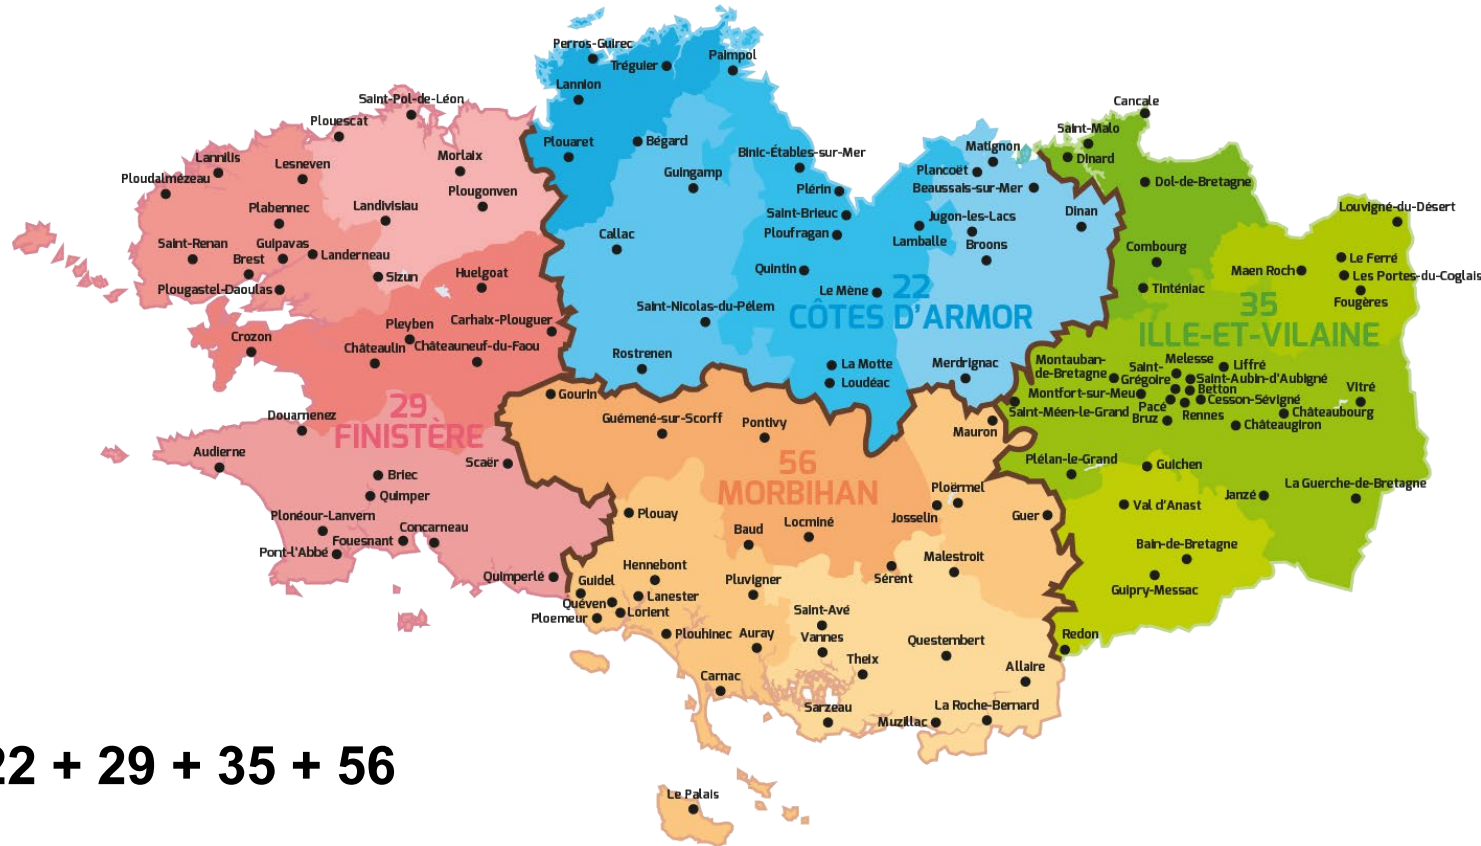 Perros-Guirec
Tréguier
Paimpol
Lannion
Saint-Pol-de-Léon
Plouescat
Plouaret
Bégard
Cancale
Saint-Malo
Dinard
Lannilis
Lesneven
Morlaix
Ploudalmézeau
Plougonven
Guingamp
Binic-Étables-sur-Mer
Matignon
Plancoët
Beaussais-sur-Mer
Plérin
Dol-de-Bretagne
Louvigné-du-Désert
Plabennec
Landivisiau
Saint-Brieuc
Ploufragan
Jugon-les-Lacs
Lamballe
Broons
Dinan
Callac
Combourg
Saint-Renan
Guipavas
Brest
Landerneau
Plougastel-Daoulas
Sizun
Huelgoat
Quintin
Le Mène
22
CÔTES D'ARMOR
Maen Roch
Le Ferré
Les Portes-du-Coglais
Fougères
Tinténiac
35
ILLE-ET-VILAINE
Saint-Nicolas-du-Pélem
Crozon
Pleyben
Carhaix-Plouguer
Châteaulin
Châteauneuf-du-Faou
Rostrenen
La Motte
Loudéac
Merdrignac
Montauban-
de-Bretagne
Saint-
Grégoire
Melesse
Liffré
Saint-Aubin-d'Aubigné
Betton
Montfort-sur-Meu
Cesson-Sévigné
Pacé
Rennes
Bruz
Vitré
Châteaubourg
Châteaugiron
Saint-Méen-le-Grand
Gourin
29
FINISTÈRE
Douarnenez
Guémené-sur-Scorff
Pontivy
Mauron
Audierne
Scaër
Briec
Quimper
56
MORBIHAN
Plélan-le-Grand
Guichen
Janzé
La Guerche-de-Bretagne
Val d'Anast
Ploërmel
Josselin
Guer
Plonéour-Lanvern
Fouesnant
Concarneau
Pont-l'Abbé
Plouay
Baud
Locminé
Bain-de-Bretagne
Guipry-Messac
Quimperlé
Guidel
Hennebont
Pluvigner
Sérent
Malestroit
Quéven
Lanester
Lorient
Ploemeur
Saint-Avé
Vannes
Plouhinec
Auray
Theix
Questembert
Redon
Allaire
Carnac
Sarzeau
Muzillac
La Roche-Bernard
22 + 29 + 35 + 56
Le Palais